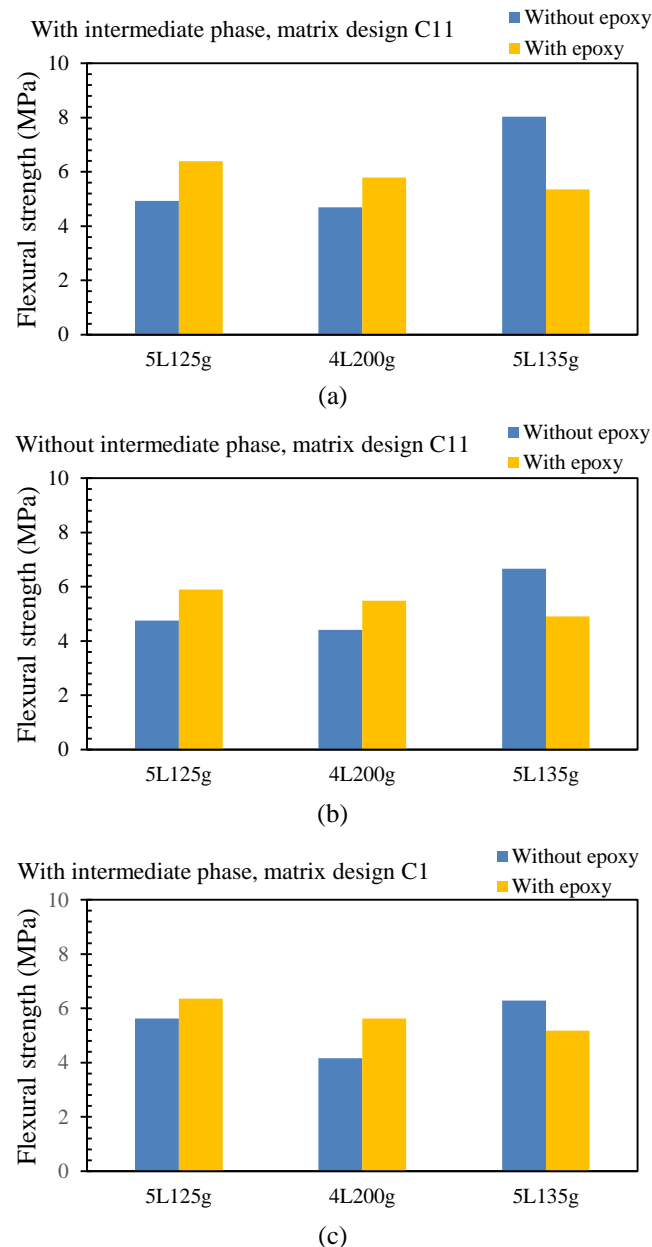 With intermediate phase, matrix design C11
Without epoxy
With epoxy
Flexural strength (MPa)
10
8
6
4
2
0
5L125g 4L200g 5L135g
(a)
Without intermediate phase, matrix design C11
Without epoxy
With epoxy
Flexural strength (MPa)
10
8
6
4
2
0
5L125g 4L200g 5L135g
(b)
With intermediate phase, matrix design C1
Without epoxy
With epoxy
Flexural strength (MPa)
10
8
6
4
2
0
5L125g 4L200g 5L135g
(c)